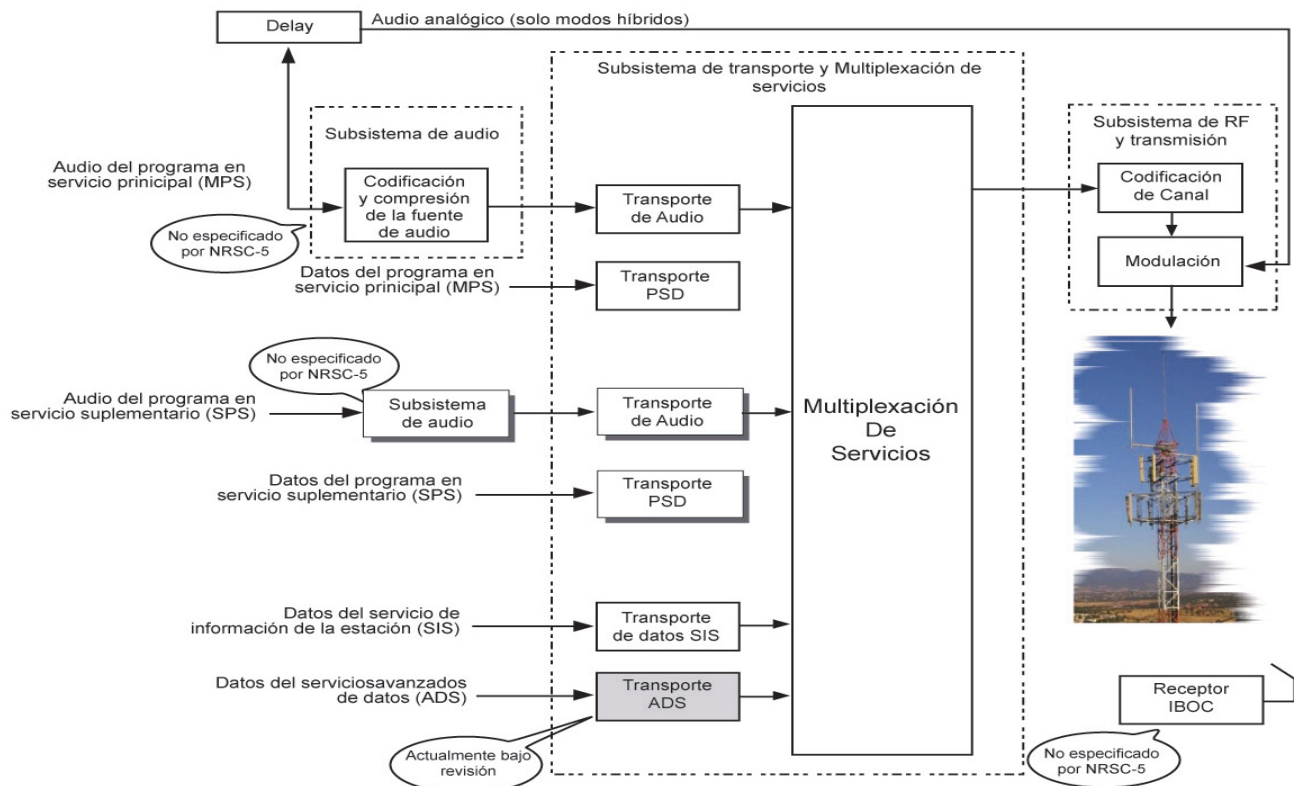 Delay
Audio analógico (solo modos híbridos)
Subsistema de transporte y Multiplexación de
servicios
Subsistema de audio
Subsistema de RF
y transmisión
Audio del programa en
servicio prinicipal (MPS)
Codificación
y compresión
de la fuente
de audio
Transporte
de Audio
Codificación
de Canal
No especificado
por NRSC-5
Datos del programa en
servicio prinicipal (MPS)
Transporte
PSD
Modulación
No especificado
por NRSC-5
Audio del programa en
servicio suplementario (SPS)
Subsistema
de audio
Transporte
de Audio
Multiplexación
De
Servicios
Datos del programa en
servicio suplementario (SPS)
Transporte
PSD
Datos del servicio de
información de la estación (SIS)
Transporte
de datos SIS
Datos del serviciosavanzados
de datos (ADS)
Transporte
ADS
Actualmente bajo
revisión
Receptor
IBOC
No especificado
por NRSC-5